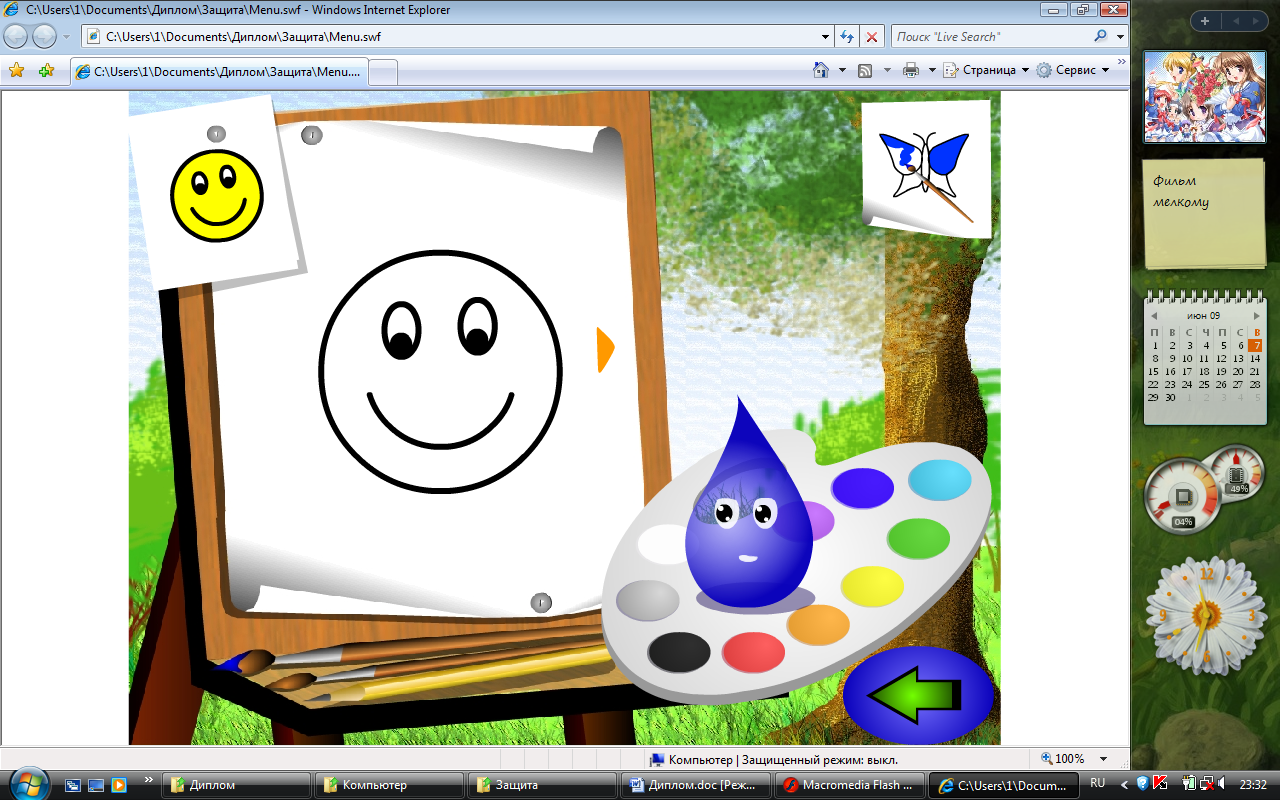 C:\Users\1\Documents\Диплом\Защита\Menu.swf - Windows Internet Explorer
C:\Users\1\Documents\Диплом\Защита\Menu.swf
Поиск "Live Search"
C:\Users\1\Documents\Диплом\Защита\Menu....
Страница
Сервис
Фильм
мелкому
июн 09
П В С Ч П С В
1 2 3 4 5 6 7
8 9 10 11 12 13 14
15 16 17 18 19 20 21
22 23 24 25 26 27 28
29 30 1 2 3 4 5
49%
04%
12
3
6
9
Компьютер | Защищенный режим: выкл.
100%
Диплом
Компьютер
Защита
Диплом.doc [Реж...
Macromedia Flash ...
C:\Users\1\Docum...
RU
23:32